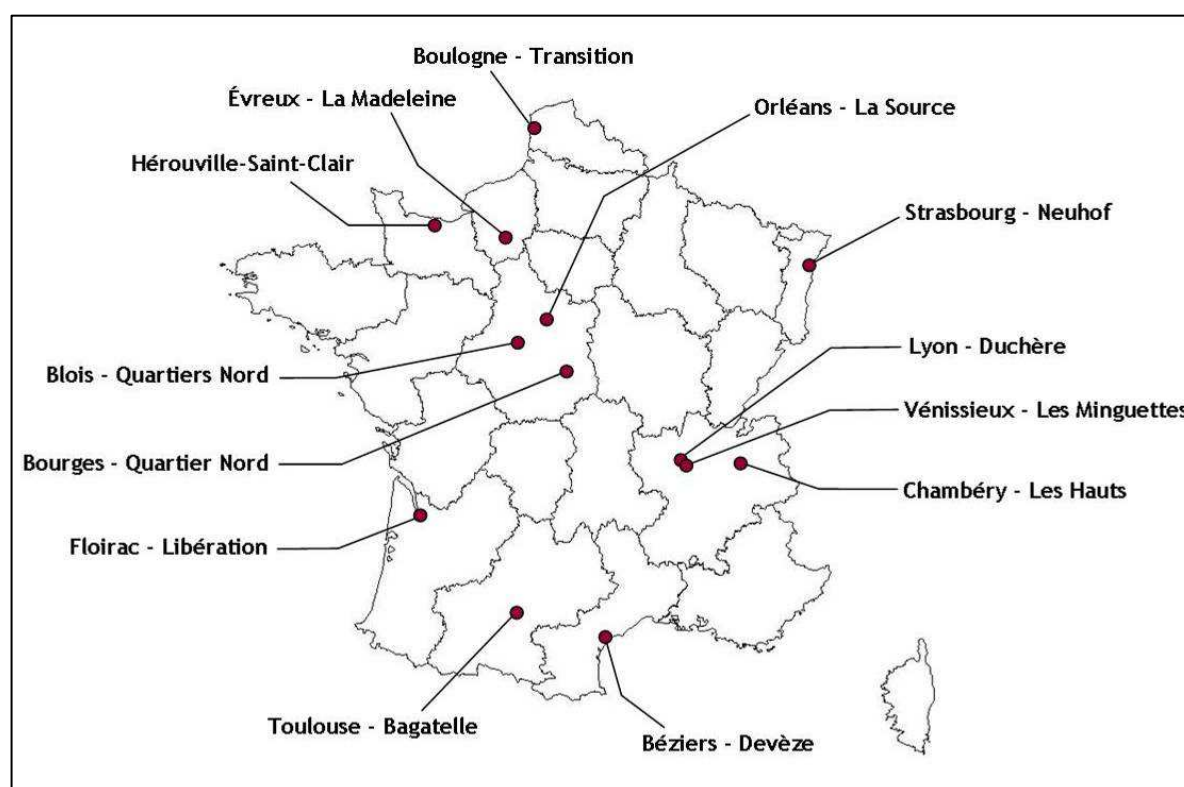 Boulogne - Transition
Évreux - La Madeleine
Orléans - La Source
Hérouville-Saint-Clair
Strasbourg - Neuhof
Lyon - Duchère
Blois - Quartiers Nord
Vénissieux - Les Minguettes
Bourges - Quartier Nord
Chambéry - Les Hauts
Floirac - Libération
Toulouse - Bagatelle
Béziers - Devèze